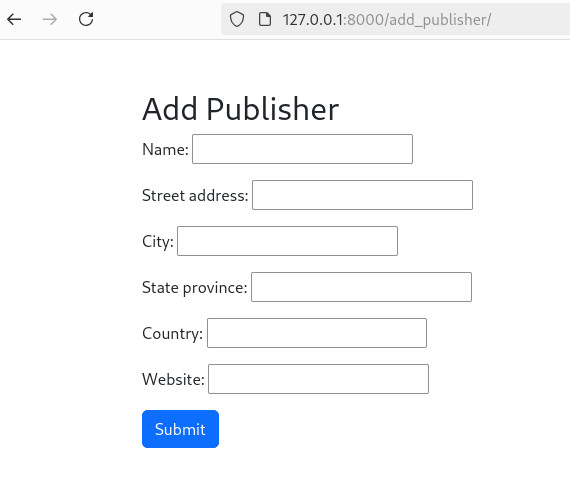 127.0.0.1:8000/add_publisher/
Add Publisher
Name:
Street address:
City:
State province:
Country:
Website:
Submit